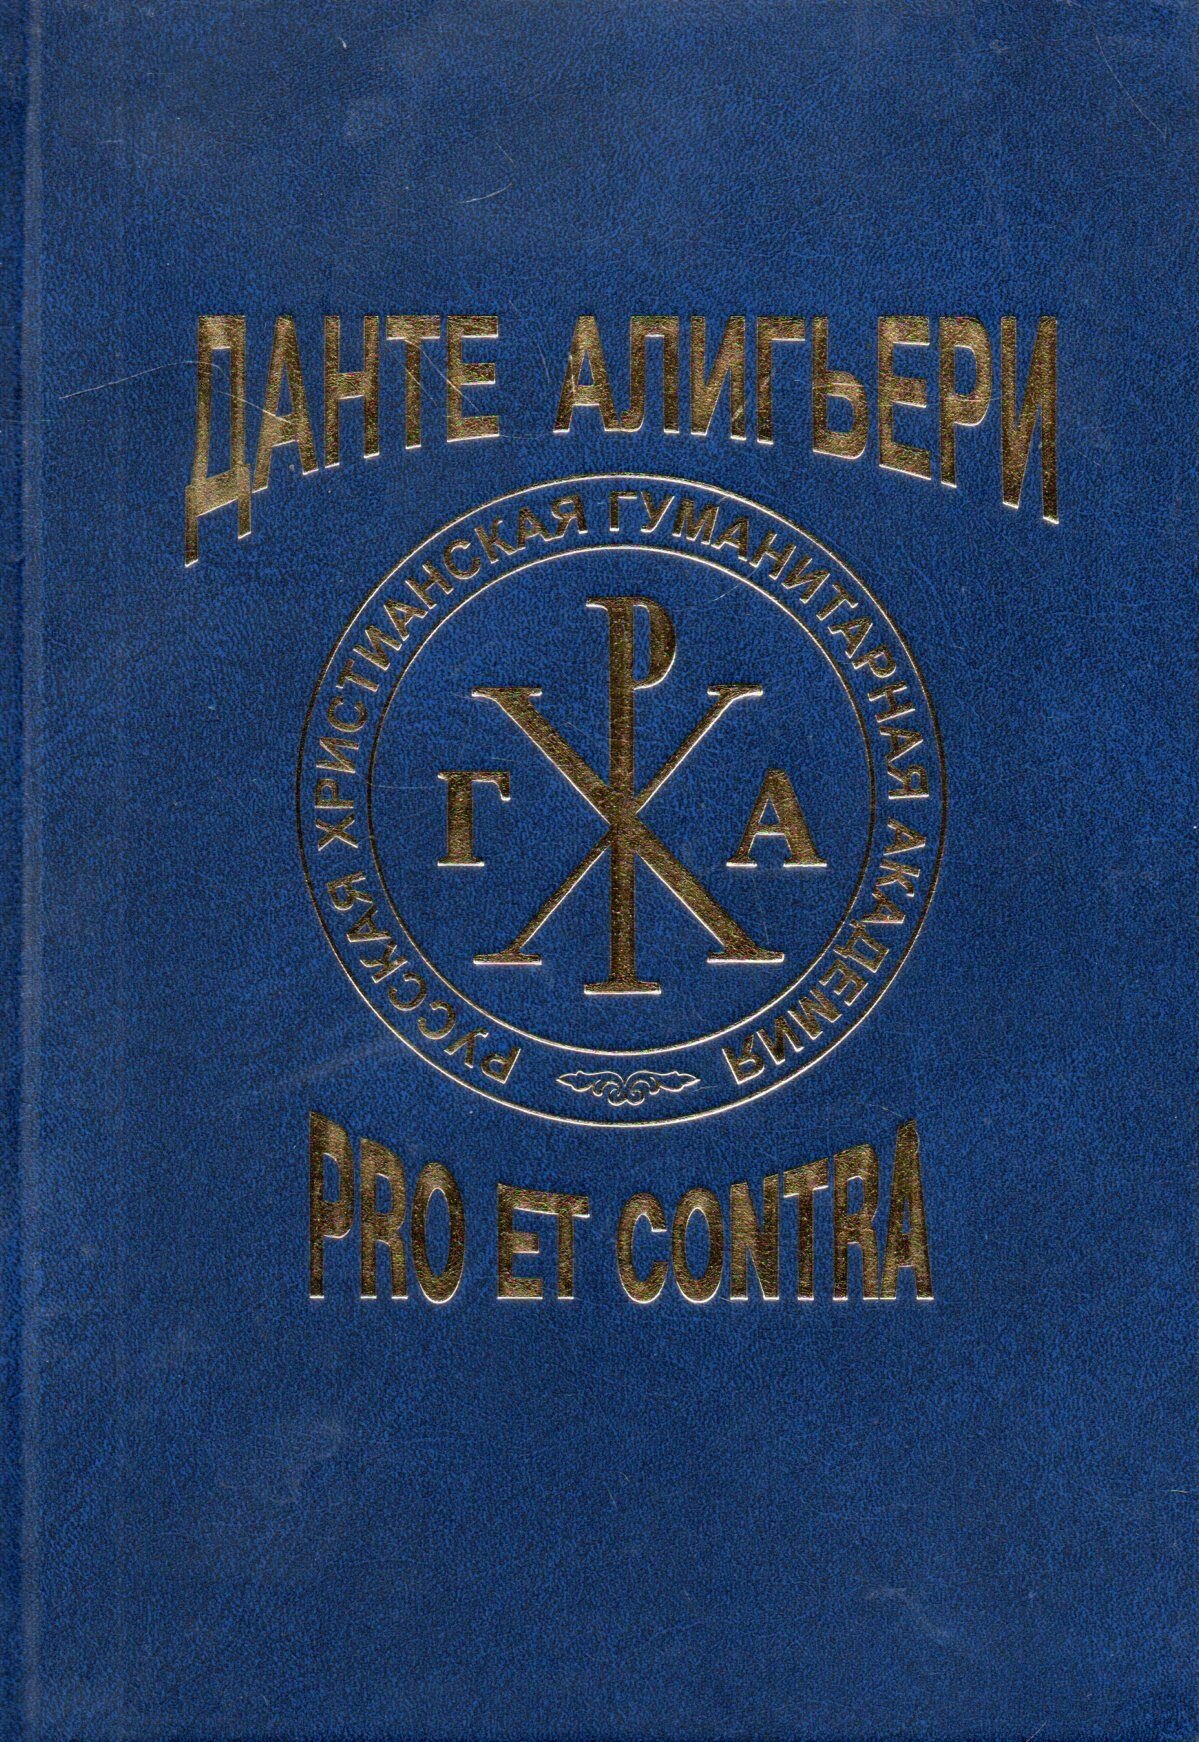 ДАНТЕ АЛИГЬЕРИ
РУССКАЯ ХРИСТИАНСКАЯ ГУМАНИТАРНАЯ АКАДЕМИЯ
Р
Г Х А
PRO ET CONTRA